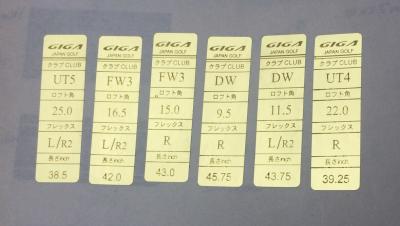 GIGA
JAPAN GOLF
クラブ CLUB
UT5
ロフト角
25.0
フレックス
L/R2
長さinch
38.5
GIGA
JAPAN GOLF
クラブ CLUB
FW3
ロフト角
16.5
フレックス
L/R2
長さinch
42.0
GIGA
JAPAN GOLF
クラブ CLUB
FW3
ロフト角
15.0
フレックス
R
長さinch
43.0
GIGA
JAPAN GOLF
クラブ CLUB
DW
ロフト角
9.5
フレックス
R
長さinch
45.75
GIGA
JAPAN GOLF
クラブ CLUB
DW
ロフト角
11.5
フレックス
L/R2
長さinch
43.75
GIGA
JAPAN GOLF
クラブ CLUB
UT4
ロフト角
22.0
フレックス
R
長さinch
39.25